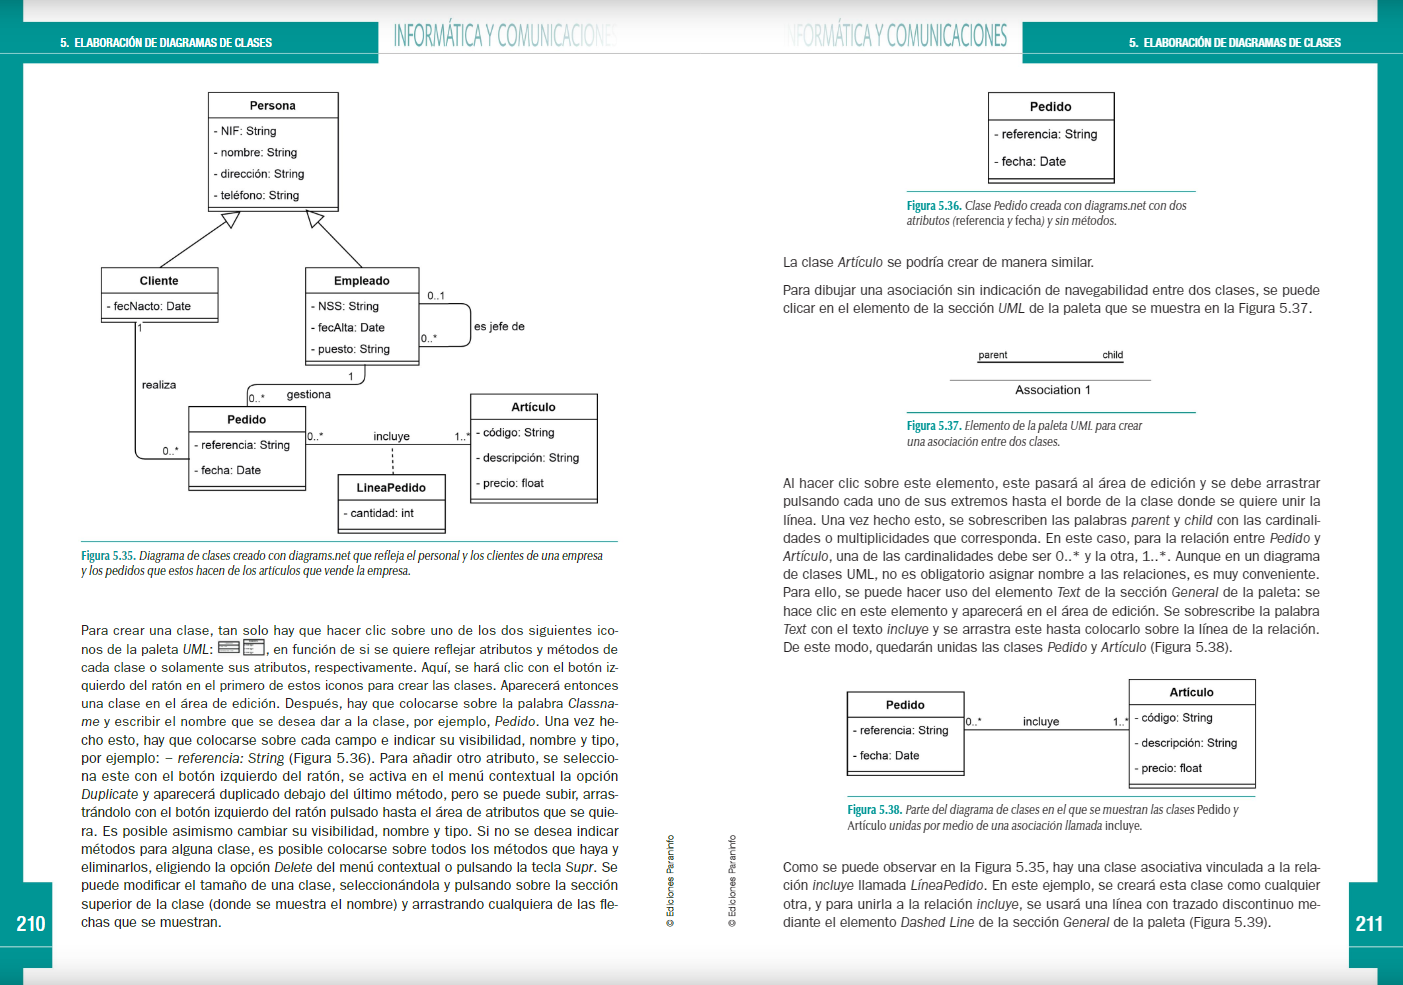 5. ELABORACIÓN DE DIAGRAMAS DE CLASES
INFORMÁTICA Y COMUNICACIONES
Persona
- NIF: String
- nombre: String
- dirección: String
- teléfono: String
Cliente
- fecNacto: Date
Empleado
- NSS: String
- fecAlta: Date
- puesto: String
0..1
es jefe de
0..*
1
realiza
0..*
1
0..*
gestiona
Pedido
- referencia: String
- fecha: Date
0..*
incluye
1..*
Artículo
- código: String
- descripción: String
- precio: float
LineaPedido
- cantidad: int
Figura 5.35. Diagrama de clases creado con diagrams.net que refleja el personal y los clientes de una empresa
y los pedidos que estos hacen de los artículos que vende la empresa.
Para crear una clase, tan solo hay que hacer clic sobre uno de los dos siguientes ico-
nos de la paleta UML: , en función de si se quiere reflejar atributos y métodos de
cada clase o solamente sus atributos, respectivamente. Aquí, se hará clic con el botón iz-
quierdo del ratón en el primero de estos iconos para crear las clases. Aparecerá entonces
una clase en el área de edición. Después, hay que colocarse sobre la palabra Classna-
me y escribir el nombre que se desea dar a la clase, por ejemplo, Pedido. Una vez he-
cho esto, hay que colocarse sobre cada campo e indicar su visibilidad, nombre y tipo,
por ejemplo: – referencia: String (Figura 5.36). Para añadir otro atributo, se seleccio-
na este con el botón izquierdo del ratón, se activa en el menú contextual la opción
Duplicate y aparecerá duplicado debajo del último método, pero se puede subir, arras-
trándolo con el botón izquierdo del ratón pulsado hasta el área de atributos que se quie-
ra. Es posible asimismo cambiar su visibilidad, nombre y tipo. Si no se desea indicar
métodos para alguna clase, es posible colocarse sobre todos los métodos que haya y
eliminarlos, eligiendo la opción Delete del menú contextual o pulsando la tecla Supr. Se
puede modificar el tamaño de una clase, seleccionándola y pulsando sobre la sección
superior de la clase (donde se muestra el nombre) y arrastrando cualquiera de las fle-
chas que se muestran.
210
© Ediciones Paraninfo
INFORMÁTICA Y COMUNICACIONES
5. ELABORACIÓN DE DIAGRAMAS DE CLASES
Pedido
- referencia: String
- fecha: Date
Figura 5.36. Clase Pedido creada con diagrams.net con dos
atributos (referencia y fecha) y sin métodos.
La clase Artículo se podría crear de manera similar.
Para dibujar una asociación sin indicación de navegabilidad entre dos clases, se puede
clicar en el elemento de la sección UML de la paleta que se muestra en la Figura 5.37.
parent child
Association 1
Figura 5.37. Elemento de la paleta UML para crear
una asociación entre dos clases.
Al hacer clic sobre este elemento, este pasará al área de edición y se debe arrastrar
pulsando cada uno de sus extremos hasta el borde de la clase donde se quiere unir la
línea. Una vez hecho esto, se sobrescriben las palabras parent y child con las cardinali-
dades o multiplicidades que corresponda. En este caso, para la relación entre Pedido y
Artículo, una de las cardinalidades debe ser 0..* y la otra, 1..*. Aunque en un diagrama
de clases UML, no es obligatorio asignar nombre a las relaciones, es muy conveniente.
Para ello, se puede hacer uso del elemento Text de la sección General de la paleta: se
hace clic en este elemento y aparecerá en el área de edición. Se sobrescribe la palabra
Text con el texto incluye y se arrastra este hasta colocarlo sobre la línea de la relación.
De este modo, quedarán unidas las clases Pedido y Artículo (Figura 5.38).
Pedido
- referencia: String
- fecha: Date
0..*
incluye
1..*
Artículo
- código: String
- descripción: String
- precio: float
Figura 5.38. Parte del diagrama de clases en el que se muestran las clases Pedido y
Artículo unidas por medio de una asociación llamada incluye.
Como se puede observar en la Figura 5.35, hay una clase asociativa vinculada a la rela-
ción incluye llamada LíneaPedido. En este ejemplo, se creará esta clase como cualquier
otra, y para unirla a la relación incluye, se usará una línea con trazado discontinuo me-
diante el elemento Dashed Line de la sección General de la paleta (Figura 5.39).
© Ediciones Paraninfo
211